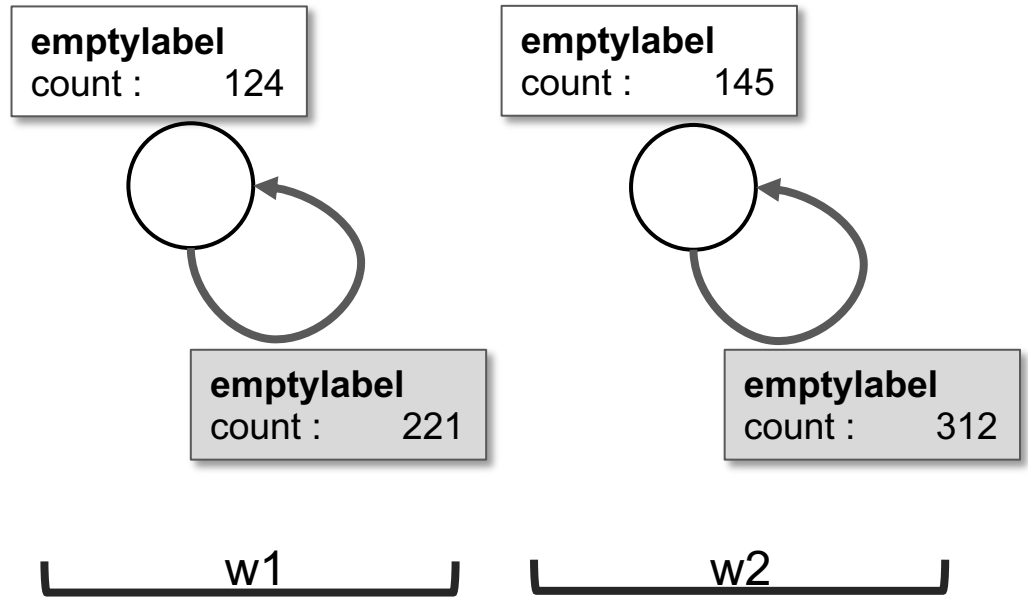 emptylabel
count : 124
emptylabel
count : 145
emptylabel
count : 221
emptylabel
count : 312
w1
w2